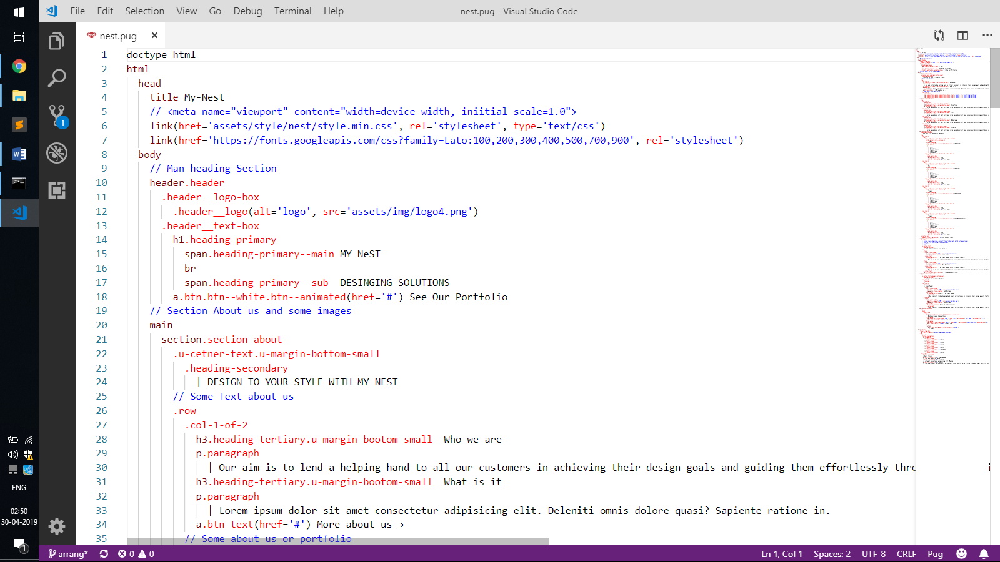 File Edit Selection View Go Debug Terminal Help
nest.pug - Visual Studio Code
nest.pug ×
1 doctype html
2 html
3 head
4 title My-Nest
5 // <meta name="viewport" content="width=device-width, iniitial-scale=1.0">
6 link(href='assets/style/nest/style.min.css', rel='stylesheet', type='text/css')
7 link(href='https://fonts.googleapis.com/css?family=Lato:100,200,300,400,500,700,900', rel='stylesheet')
8 body
9 // Man heading Section
10 header.header
11 .header__logo-box
12 .header__logo(alt='logo', src='assets/img/logo4.png')
13 .header__text-box
14 h1.heading-primary
15 span.heading-primary--main MY NeST
16 br
17 span.heading-primary--sub  DESINGING SOLUTIONS
18 a.btn.btn--white.btn--animated(href='#') See Our Portfolio
19 // Section About us and some images
20 main
21 section.section-about
22 .u-cetner-text.u-margin-bottom-small
23 .heading-secondary
24 | DESIGN TO YOUR STYLE WITH MY NEST
25 // Some Text about us
26 .row
27 .col-1-of-2
28 h3.heading-tertiary.u-margin-bootom-small  Who we are
29 p.paragraph
30 | Our aim is to lend a helping hand to all our customers in achieving their design goals and guiding them effortlessly thro
31 h3.heading-tertiary.u-margin-bootom-small  What is it
32 p.paragraph
33 | Lorem ipsum dolor sit amet consectetur adipisicing elit. Deleniti omnis dolore quasi? Sapiente ratione in.
34 a.btn-text(href='#') More about us →
35 // Some about us or portfolio
1
ENG
02:50
30-04-2019
1
arrang* 0 0
Ln 1, Col 1 Spaces: 2 UTF-8 CRLF Pug